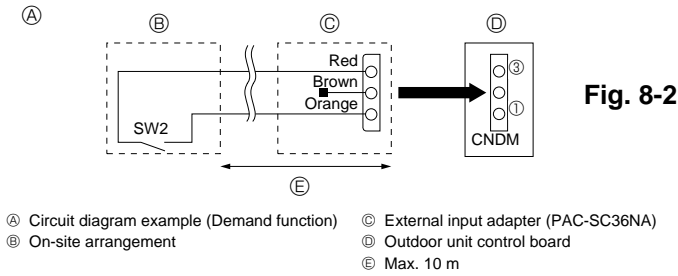 Ⓐ
Ⓑ
Ⓒ
Ⓓ
Red
Brown
Orange
SW2
③
①
CNDM
Fig. 8-2
Ⓔ
Ⓐ Circuit diagram example (Demand function)
Ⓑ On-site arrangement
Ⓒ External input adapter (PAC-SC36NA)
Ⓓ Outdoor unit control board
Ⓔ Max. 10 m